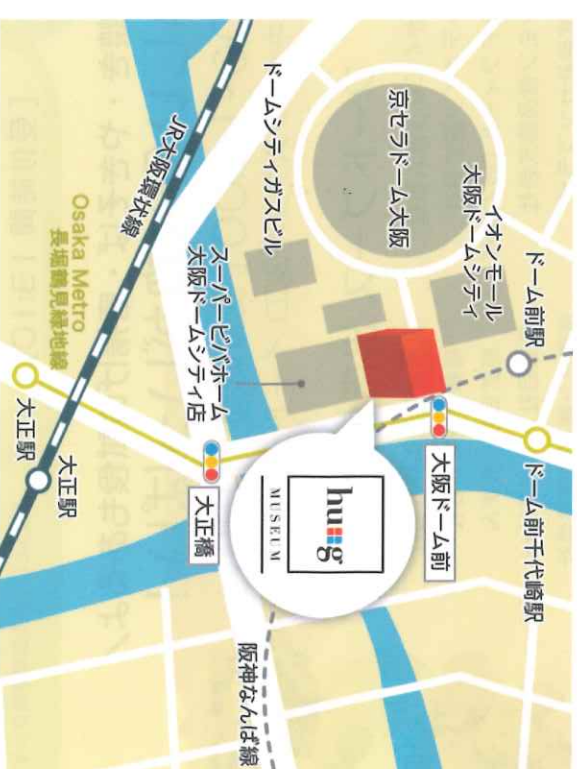 ドーム前駅
ドーム前千代崎駅
イオンモール
大阪ドームシティ
京セラドーム大阪
大阪ドーム前
hu::g
MUSEUM
ドームシティガスビル
スーパービバホーム
大阪ドームシティ店
大正橋
阪神なんば線
JR大阪環状線
大正駅
大正駅
Osaka Metro
長堀鶴見緑地線